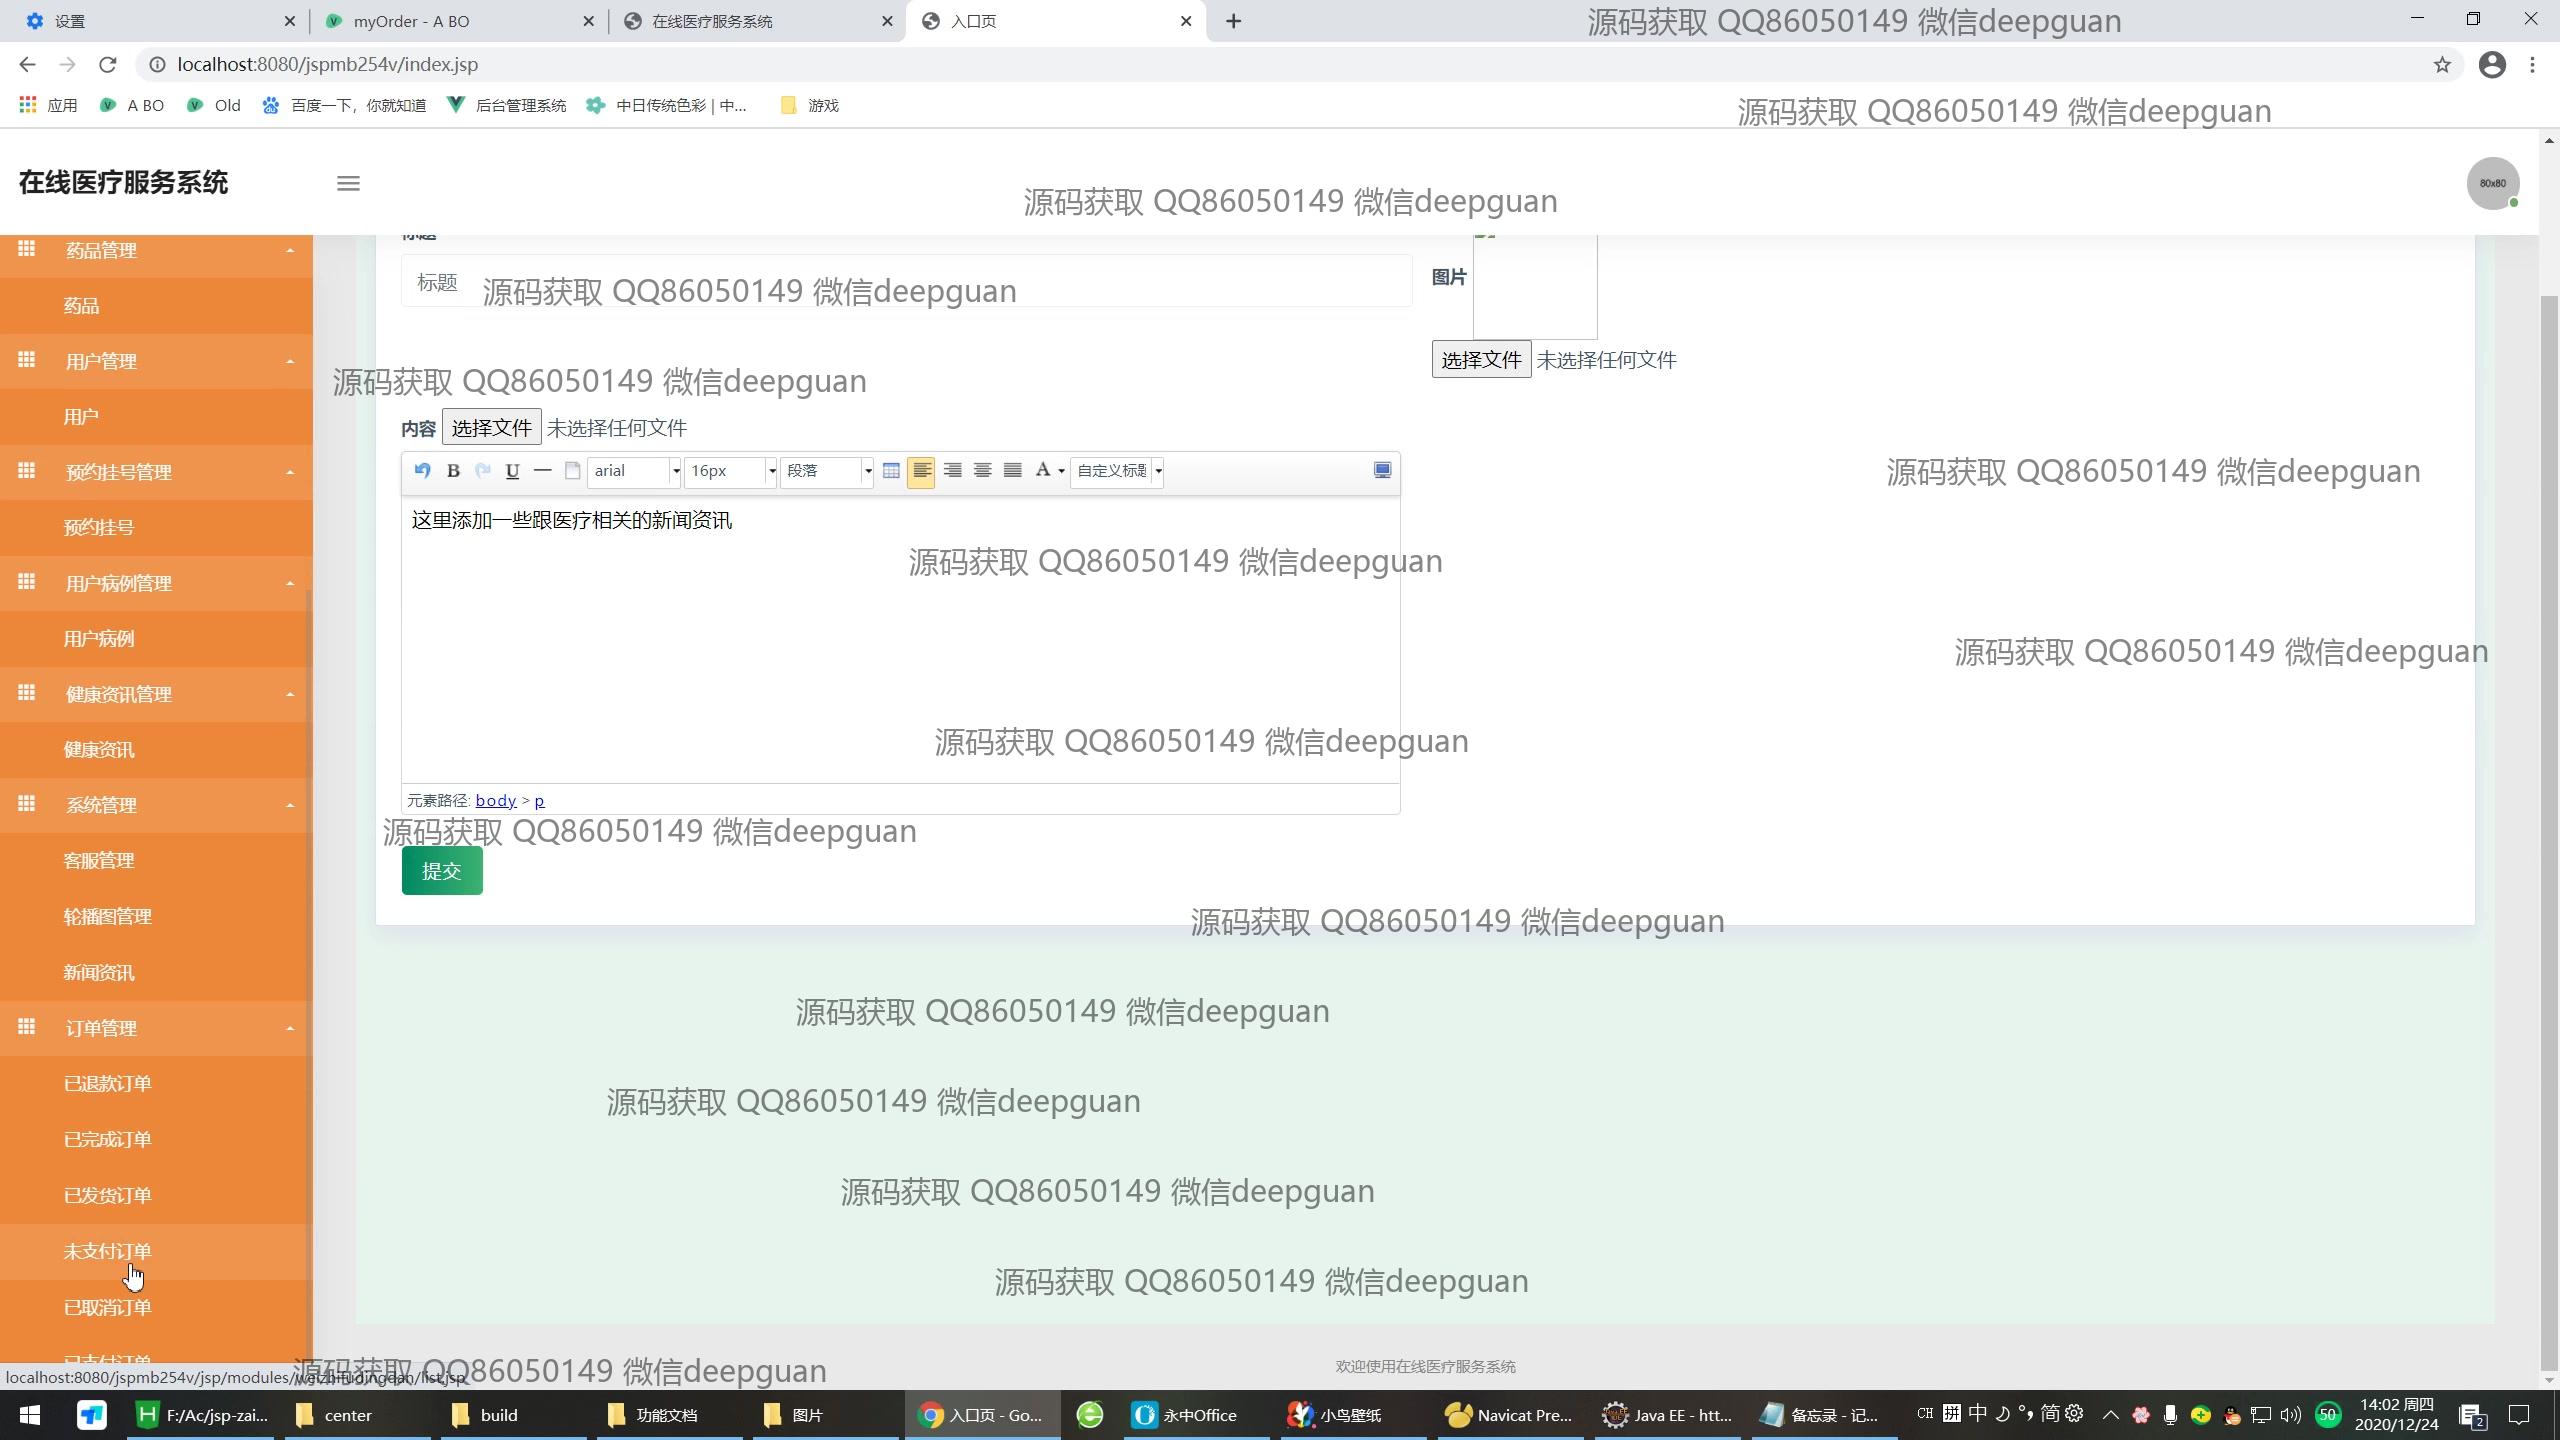 设置
myOrder - A BO
在线医疗服务系统
入口页
源码获取 QQ86050149 微信deepguan
localhost:8080/jspmb254v/index.jsp
应用
A BO
Old
百度一下，你就知道
后台管理系统
中日传统色彩 | 中...
游戏
源码获取 QQ86050149 微信deepguan
在线医疗服务系统
源码获取 QQ86050149 微信deepguan
80x80
药品管理
标题
标题
源码获取 QQ86050149 微信deepguan
图片
药品
用户管理
选择文件 未选择任何文件
源码获取 QQ86050149 微信deepguan
用户
内容 选择文件 未选择任何文件
预约挂号管理
arial
16px
段落
自定义标题
源码获取 QQ86050149 微信deepguan
预约挂号
这里添加一些跟医疗相关的新闻资讯
源码获取 QQ86050149 微信deepguan
用户病例管理
用户病例
源码获取 QQ86050149 微信deepguan
健康资讯管理
健康资讯
源码获取 QQ86050149 微信deepguan
系统管理
元素路径: body > p
源码获取 QQ86050149 微信deepguan
客服管理
提交
轮播图管理
源码获取 QQ86050149 微信deepguan
新闻资讯
源码获取 QQ86050149 微信deepguan
订单管理
已退款订单
源码获取 QQ86050149 微信deepguan
已完成订单
已发货订单
源码获取 QQ86050149 微信deepguan
未支付订单
源码获取 QQ86050149 微信deepguan
已取消订单
已支付订单
源码获取 QQ86050149 微信deepguan
欢迎使用在线医疗服务系统
localhost:8080/jspmb254v/jsp/modules/weizhifudingdan/list.jsp
F:/Ac/jsp-zai...
center
build
功能文档
图片
入口页 - Go...
永中Office
小鸟壁纸
Navicat Pre...
Java EE - htt...
备忘录 - 记...
CH 拼 中 简
50
14:02 周四
2020/12/24
2